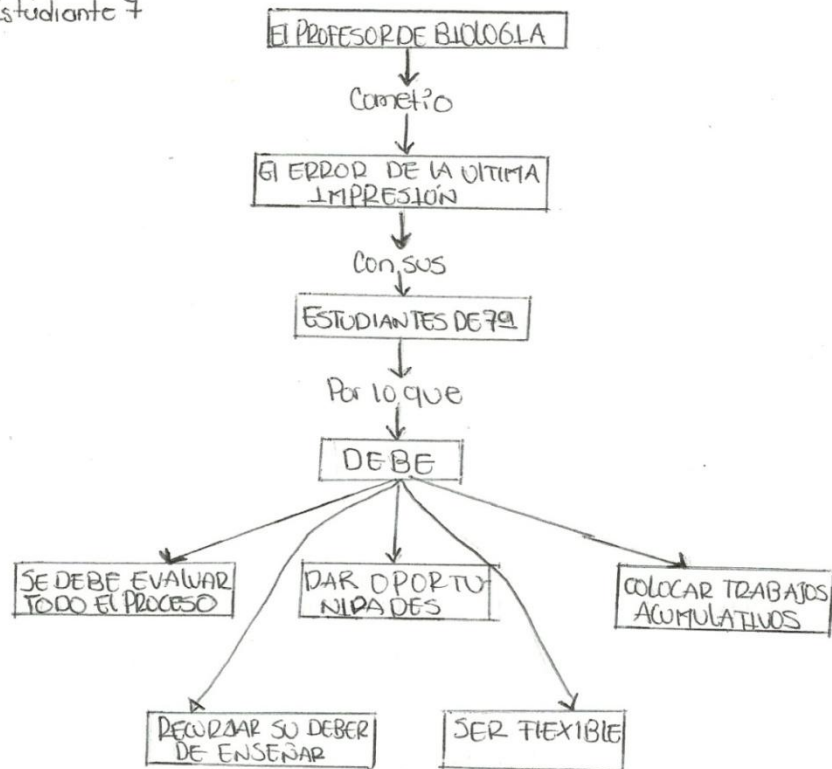 Estudiante 7
El PROFESOR DE BIOLOGIA
Cometio
El ERROR DE LA ULTIMA
IMPRESIÓN
Con sus
ESTUDIANTES DE 7º
Por lo que
DEBE
SE DEBE EVALUAR
TODO El PROCESO
DAR OPORTU-
NIDADES
COLOCAR TRABAJOS
ACUMULATIVOS
RECORDAR SU DEBER
DE ENSEÑAR
SER FLEXIBLE